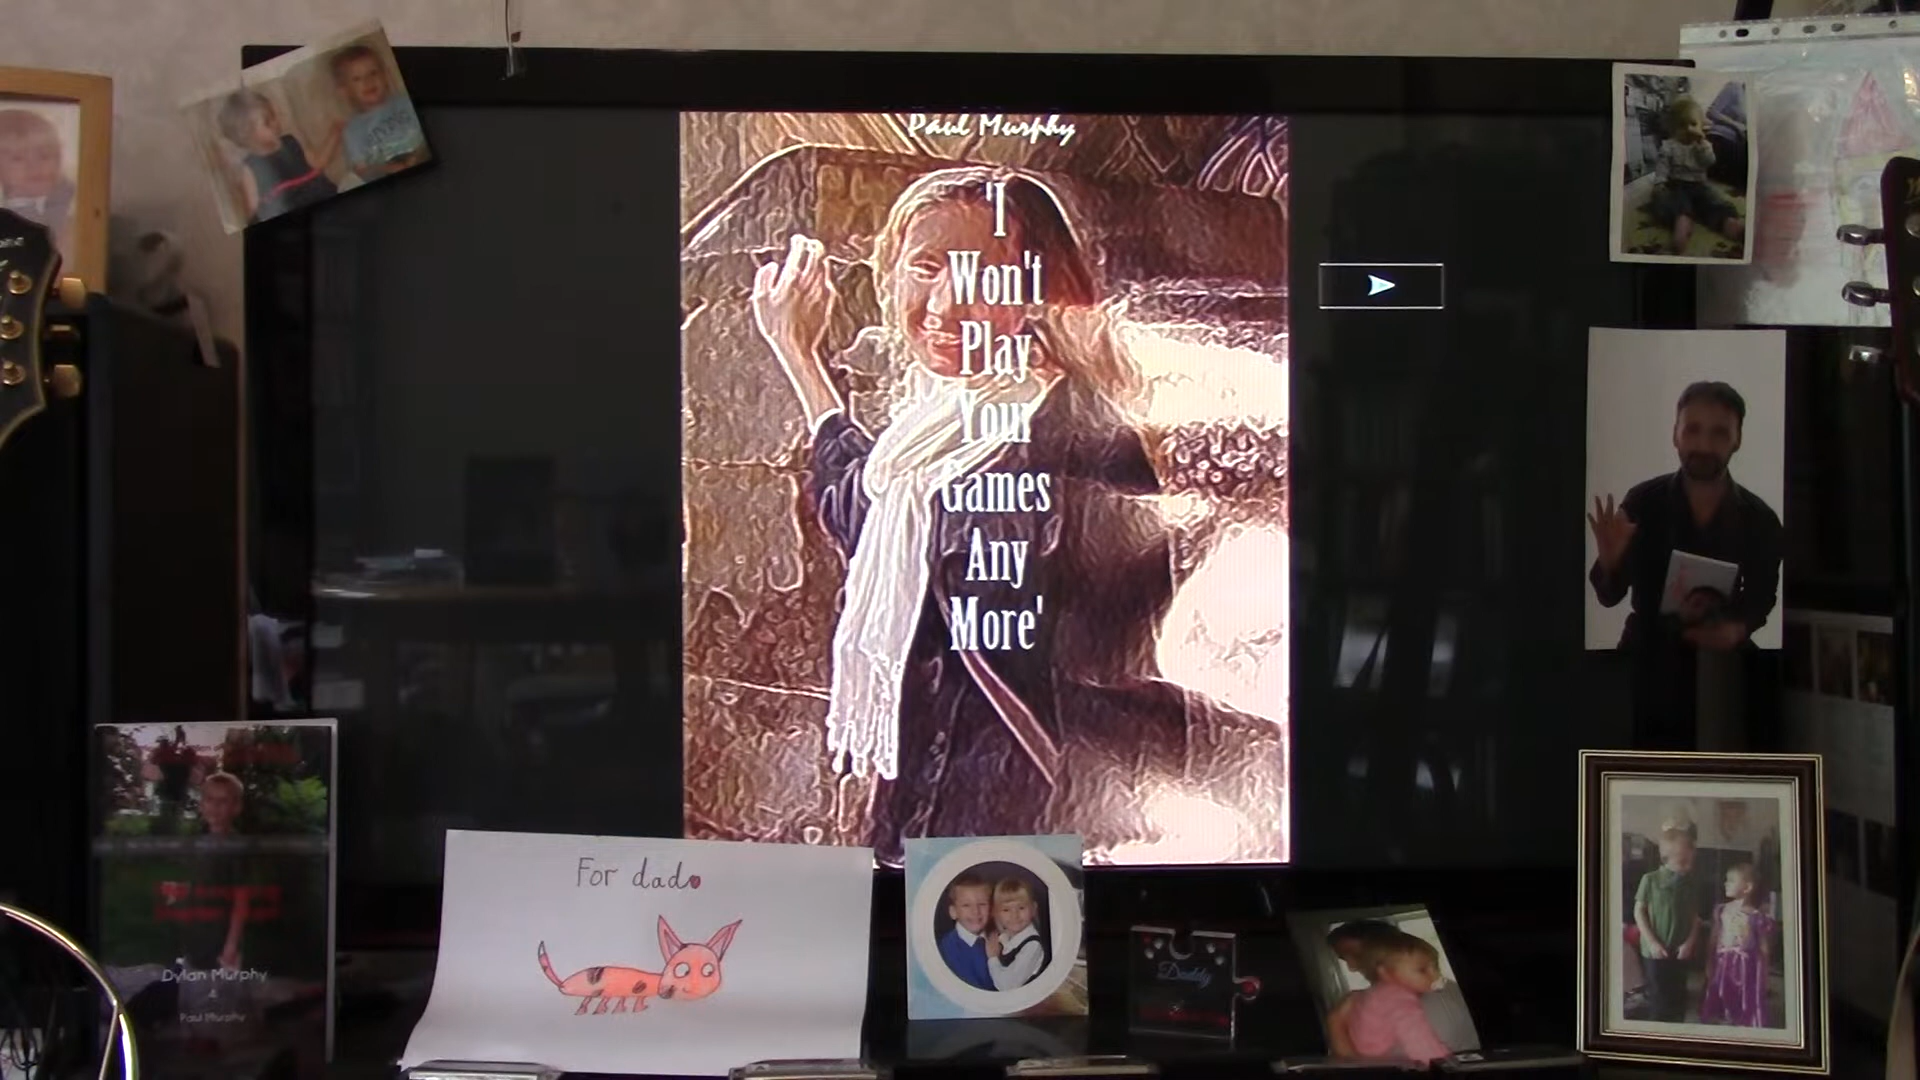 Paul Murphy
'I
Won't
Play
Your
Games
Any
More'
For dad
Daddy
Dylan Murphy
&
Paul Murphy